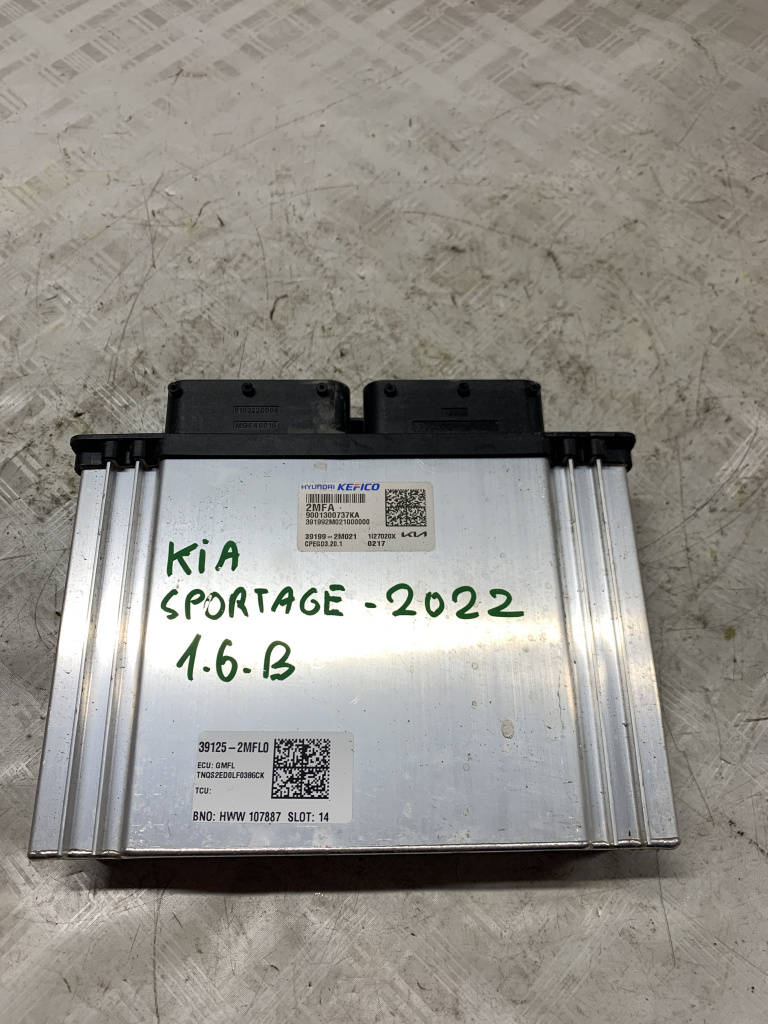 HYUNDAI KEFICO
2MFA
9001300737KA
391992M021000000
39199-2M021 1I27020X KIA
CPEGD3.20.1 0217
KiA
SPORTAGE - 2022
1.6.B
39125-2MFL0
ECU: GMFL
TNQS2ED0LF0386CK
TCU:
BNO: HWW 107887 SLOT: 14